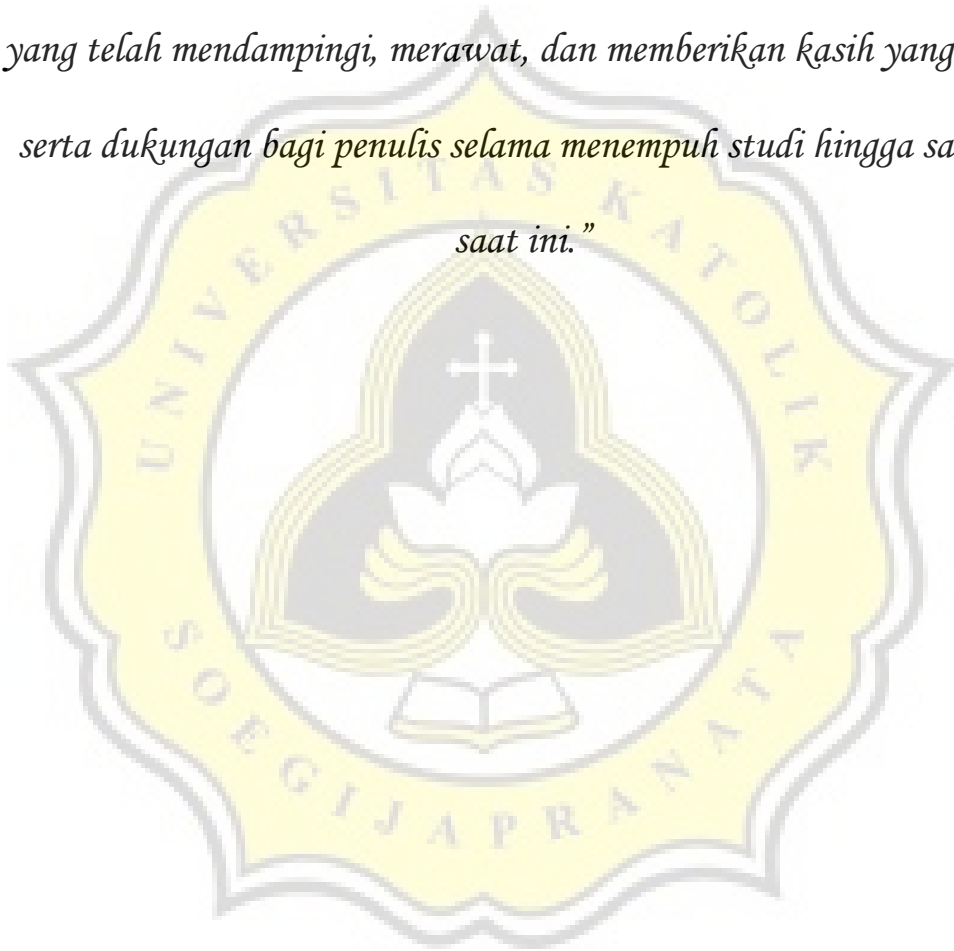 yang telah mendampingi, merawat, dan memberikan kasih yang
serta dukungan bagi penulis selama menempuh studi hingga sa
saat ini.”
UNIVERSITAS KATOLIK
SOEGIJAPRANATA